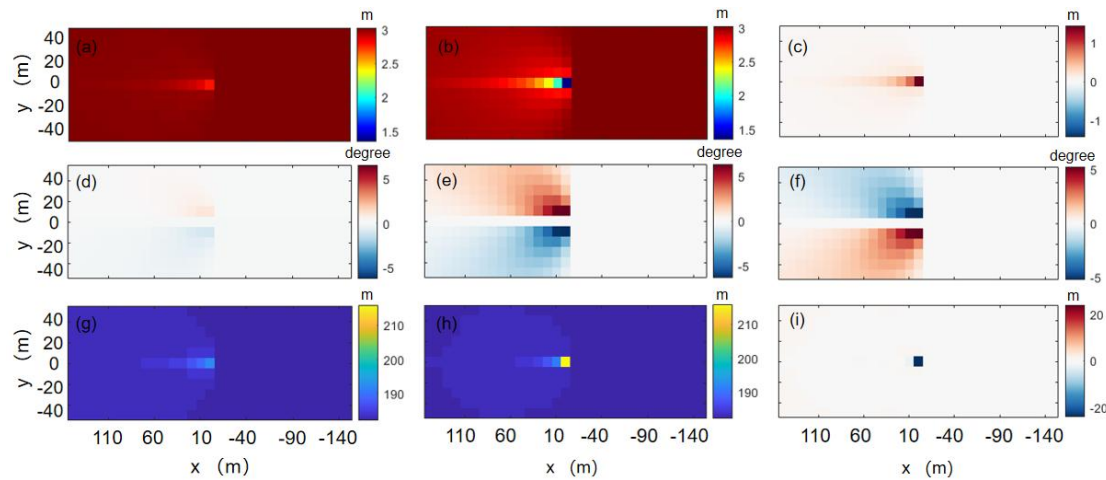 m m m
40 (a) 3 (b) 3 (c)
20 2.5 2.5 1
y (m) 0 0
-20 2 2
-40 1.5 1.5 -1
degree degree degree
40 (d) 5 (e) 5 (f) 5
20
y (m) 0 0 0 0
-20
-40 -5 -5 -5
m m m
40 (g) 210 (h) 210 (i) 20
20 10
y (m) 0 200 200 0
-20 190 190 -10
-40 -20
110 60 10 -40 -90 -140 110 60 10 -40 -90 -140 110 60 10 -40 -90 -140
x (m) x (m) x (m)